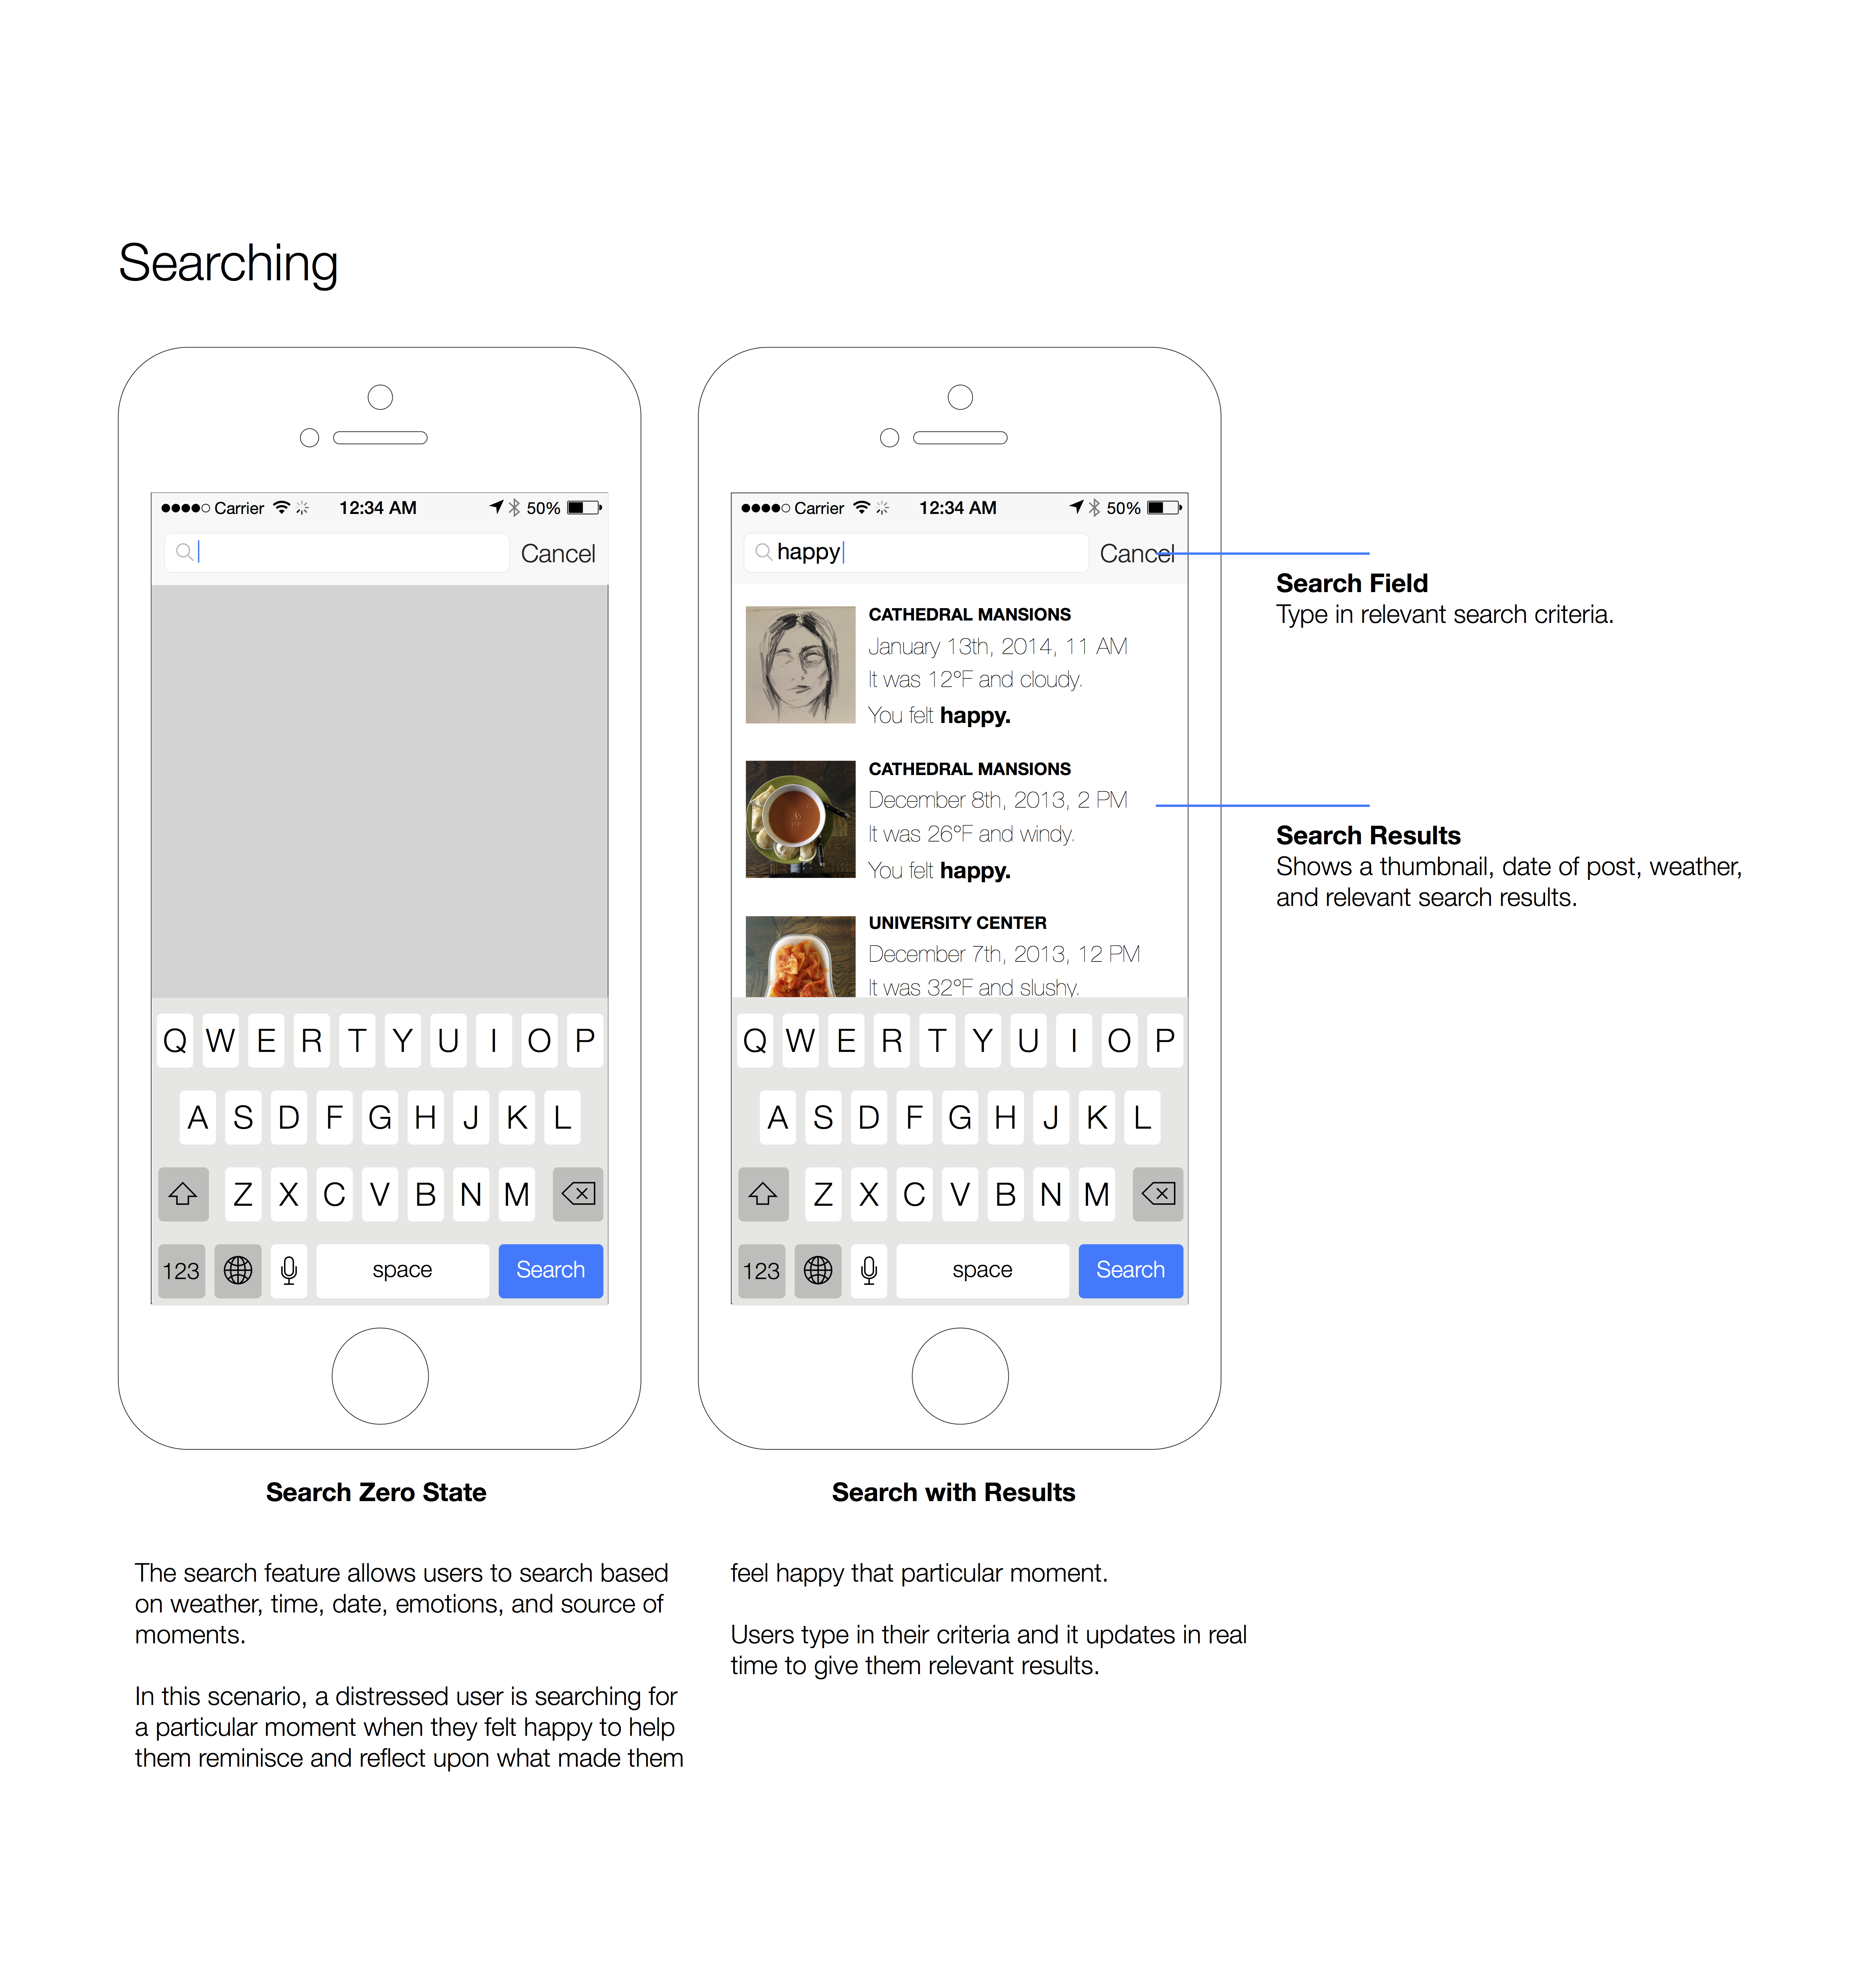 Searching
Carrier 12:34 AM 50%
Cancel
Q W E R T Y U I O P
A S D F G H J K L
Z X C V B N M
123 space Search
Search Zero State
Carrier 12:34 AM 50%
happy Cancel
CATHEDRAL MANSIONS
January 13th, 2014, 11 AM
It was 12°F and cloudy.
You felt happy.
CATHEDRAL MANSIONS
December 8th, 2013, 2 PM
It was 26°F and windy.
You felt happy.
UNIVERSITY CENTER
December 7th, 2013, 12 PM
It was 32°F and slushy.
Q W E R T Y U I O P
A S D F G H J K L
Z X C V B N M
123 space Search
Search with Results
Search Field
Type in relevant search criteria.
Search Results
Shows a thumbnail, date of post, weather,
and relevant search results.
The search feature allows users to search based
on weather, time, date, emotions, and source of
moments.
In this scenario, a distressed user is searching for
a particular moment when they felt happy to help
them reminisce and reflect upon what made them
feel happy that particular moment.
Users type in their criteria and it updates in real
time to give them relevant results.